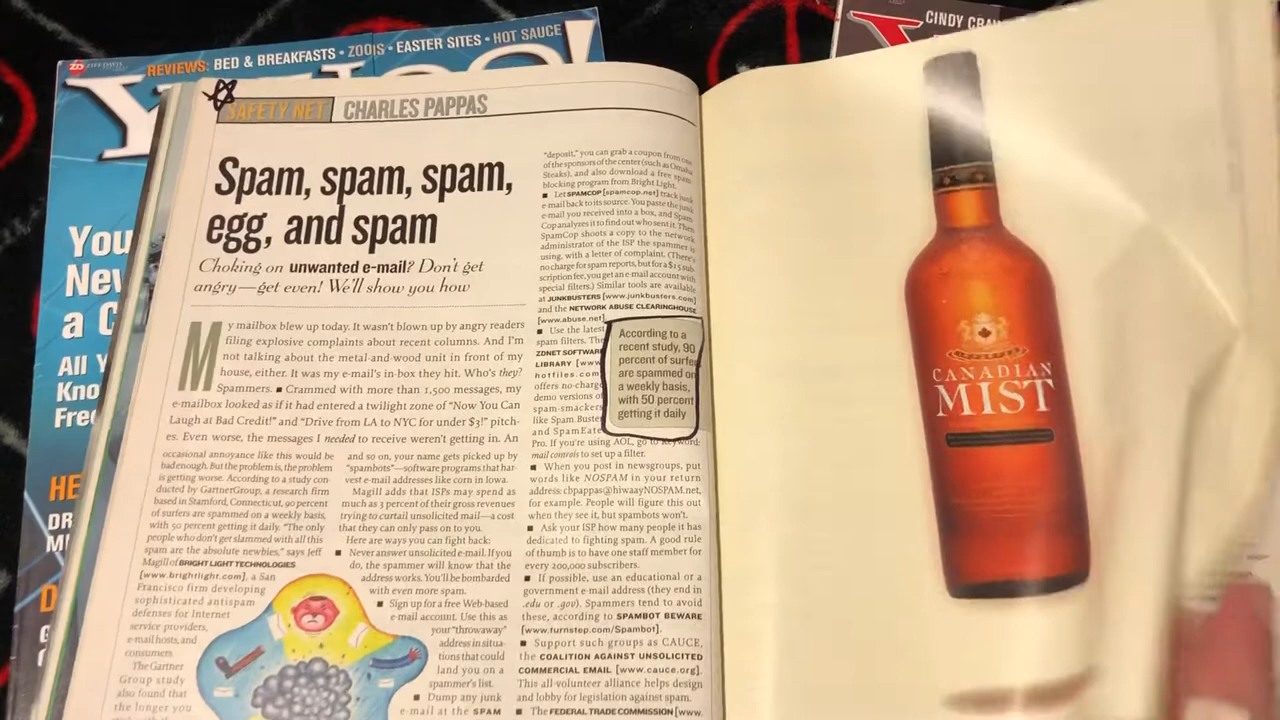 REVIEWS: BED & BREAKFASTS • ZOOIS • EASTER SITES • HOT SAUCE
CINDY
SAFETY NET CHARLES PAPPAS
Spam, spam, spam,
egg, and spam
Choking on unwanted e-mail? Don't get
angry—get even! We'll show you how
My mailbox blew up today. It wasn't blown up by angry readers
filing explosive complaints about recent columns. And I'm
not talking about the metal-and-wood unit in front of my
house, either. It was my e-mail's in-box they hit. Who's they?
Spammers. ■ Crammed with more than 1,500 messages, my
e-mailbox looked as if it had entered a twilight zone of "Now You Can
Laugh at Bad Credit!" and "Drive from LA to NYC for under $3!" pitch-
es. Even worse, the messages I needed to receive weren't getting in. An
occasional annoyance like this would be
bad enough. But the problem is, the problem
is getting worse. According to a study con-
ducted by GartnerGroup, a research firm
based in Stamford, Connecticut, 90 percent
of surfers are spammed on a weekly basis,
with 50 percent getting it daily. "The only
people who don't get slammed with all this
spam are the absolute newbies," says Jeff
Magill of BRIGHT LIGHT TECHNOLOGIES
[www.brightlight.com], a San
Francisco firm developing
sophisticated antispam
defenses for Internet
service providers,
e-mail hosts, and
consumers.
The Gartner
Group study
also found that
the longer you
and so on, your name gets picked up by
"spambots"—software programs that har-
vest e-mail addresses like corn in Iowa.
Magill adds that ISPs may spend as
much as 3 percent of their gross revenues
trying to curtail unsolicited mail—a cost
that they can only pass on to you.
Here are ways you can fight back:
■ Never answer unsolicited e-mail. If you
do, the spammer will know that the
address works. You'll be bombarded
with even more spam.
■ Sign up for a free Web-based
e-mail account. Use this as
your "throwaway"
address in situa-
tions that could
land you on a
spammer's list.
■ Dump any junk
e-mail at the SPAM
"deposit," you can grab a coupon from one
of the sponsors of the center (such as Omaha
Steaks), and also download a free spam
blocking program from Bright Light.
■ Let SPAMCOP [spamcop.net] track junk
e-mail back to its source. You paste the junk
e-mail you received into a box, and Spam
Cop analyzes it to find out who sent it. Then
SpamCop shoots a copy to the network
administrator of the ISP the spammer is
using, with a letter of complaint. (There's
no charge for spam reports, but for a $15 sub-
scription fee, you get an e-mail account with
special filters.) Similar tools are available
at JUNKBUSTERS [www.junkbusters.com]
and the NETWORK ABUSE CLEARINGHOUSE
[www.abuse.net].
■ Use the latest
spam filters. The
ZDNET SOFTWARE
LIBRARY [www.
hotfiles.com]
offers no-charge
demo versions of
spam-smackers
like Spam Buster
and SpamEater
Pro. If you're using AOL, go to keyword:
mail controls to set up a filter.
■ When you post in newsgroups, put
words like NOSPAM in your return
address: cbpappas@hiwaayNOSPAM.net,
for example. People will figure this out
when they see it, but spambots won't.
■ Ask your ISP how many people it has
dedicated to fighting spam. A good rule
of thumb is to have one staff member for
every 200,000 subscribers.
■ If possible, use an educational or a
government e-mail address (they end in
.edu or .gov). Spammers tend to avoid
these, according to SPAMBOT BEWARE
[www.turnstep.com/Spambot].
■ Support such groups as CAUCE,
the COALITION AGAINST UNSOLICITED
COMMERCIAL EMAIL [www.cauce.org].
This all-volunteer alliance helps design
and lobby for legislation against spam.
■ The FEDERAL TRADE COMMISSION [www.
According to a
recent study, 90
percent of surfers
are spammed on
a weekly basis,
with 50 percent
getting it daily
CANADIAN
MIST